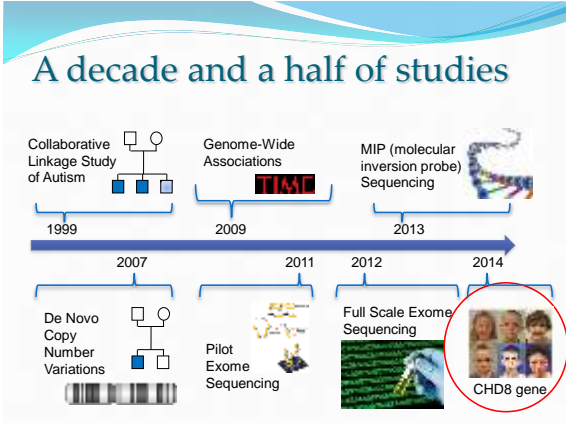 A decade and a half of studies
Collaborative
Linkage Study
of Autism
Genome-Wide
Associations
MIP (molecular
inversion probe)
Sequencing
1999
2009
2013
2007
2011
2012
2014
De Novo
Copy
Number
Variations
Pilot
Exome
Sequencing
Full Scale Exome
Sequencing
CHD8 gene